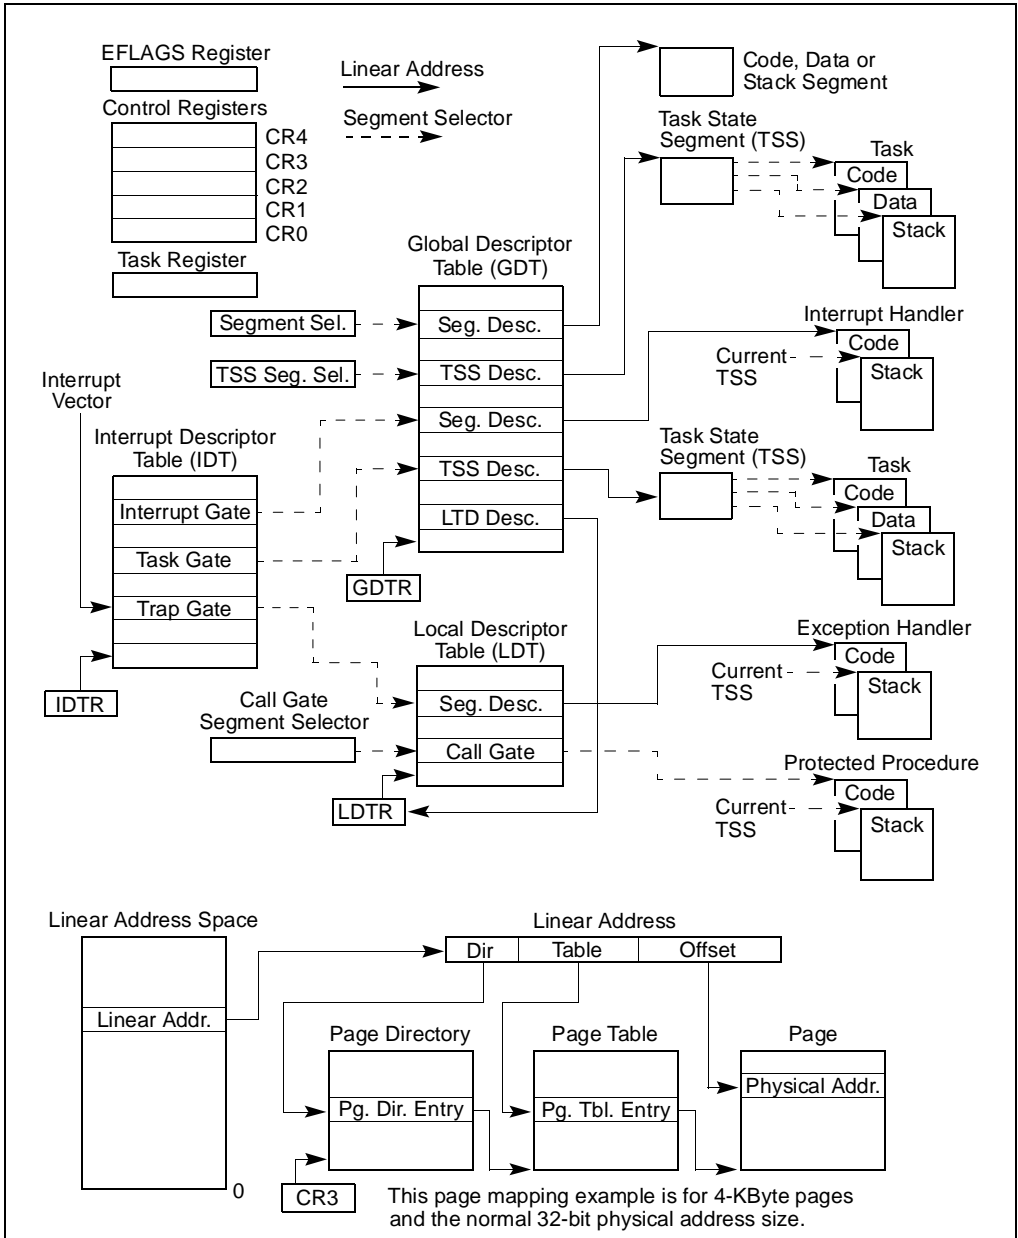 EFLAGS Register
Control Registers
CR4
CR3
CR2
CR1
CR0
Task Register
Linear Address
Segment Selector
Code, Data or
Stack Segment
Task State
Segment (TSS)
Task
Code
Data
Stack
Global Descriptor
Table (GDT)
Segment Sel.
Seg. Desc.
TSS Seg. Sel.
TSS Desc.
Seg. Desc.
TSS Desc.
LTD Desc.
GDTR
Interrupt Handler
Code
Current
TSS
Stack
Interrupt
Vector
Interrupt Descriptor
Table (IDT)
Interrupt Gate
Task Gate
Trap Gate
IDTR
Task State
Segment (TSS)
Task
Code
Data
Stack
Local Descriptor
Table (LDT)
Seg. Desc.
Call Gate
Call Gate
Segment Selector
LDTR
Exception Handler
Code
Current
TSS
Stack
Protected Procedure
Code
Current
TSS
Stack
Linear Address Space
Linear Addr.
0
Linear Address
Dir
Table
Offset
Page Directory
Pg. Dir. Entry
Page Table
Pg. Tbl. Entry
Page
Physical Addr.
CR3
This page mapping example is for 4-KByte pages
and the normal 32-bit physical address size.